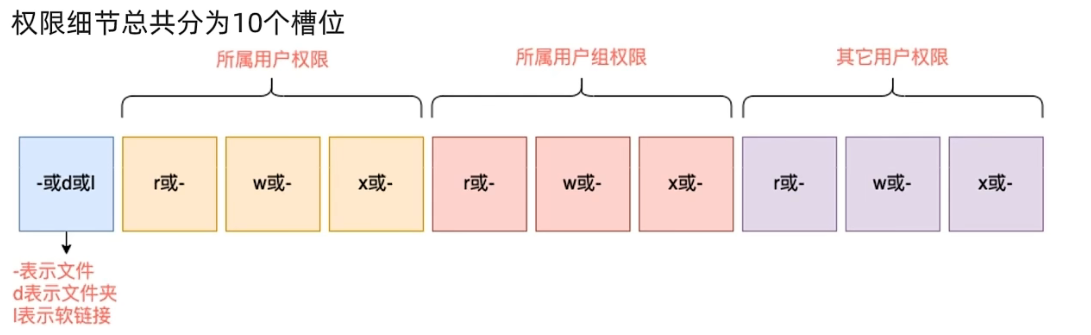 权限细节总共分为10个槽位
所属用户权限
所属用户组权限
其它用户权限
-或d或l
r或-
w或-
x或-
r或-
w或-
x或-
r或-
w或-
x或-
-表示文件
d表示文件夹
l表示软链接